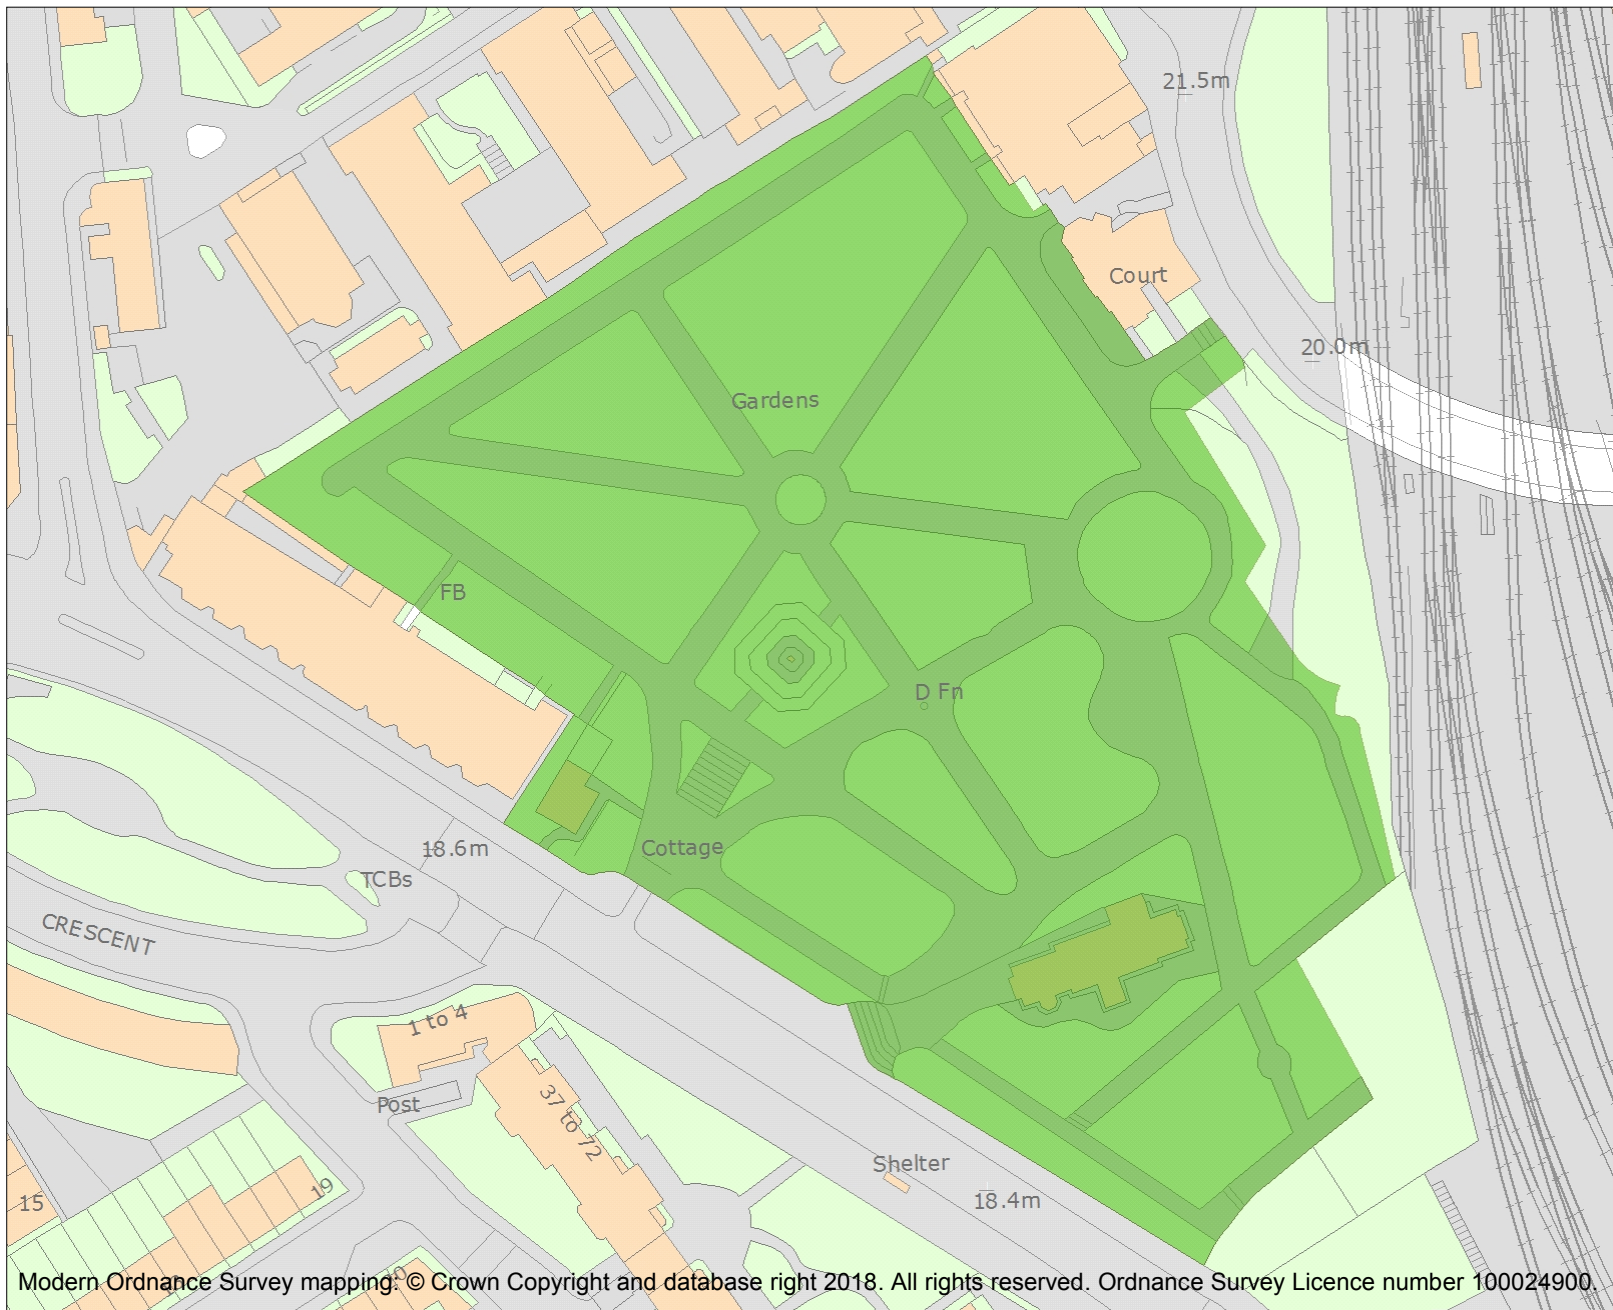 21.5m
Court
20.0m
Gardens
FB
D Fn
Cottage
18.6m
TCBs
CRESCENT
1 to 4
Post
37 to 72
Shelter
18.4m
15
19
Modern Ordnance Survey mapping: © Crown Copyright and database right 2018. All rights reserved. Ordnance Survey Licence number 100024900.